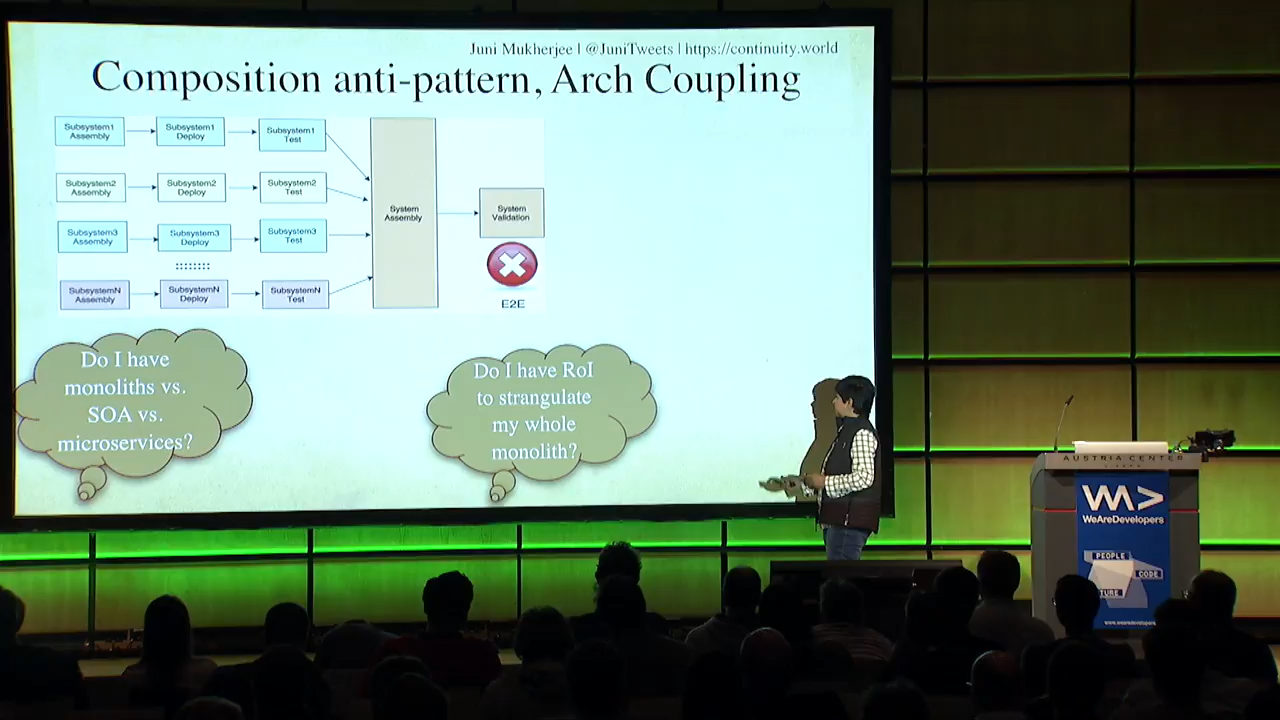 Juni Mukherjee | @JuniTweets | https://continuity.world
Composition anti-pattern, Arch Coupling
Subsystem1
Assembly
Subsystem1
Deploy
Subsystem1
Test
Subsystem2
Assembly
Subsystem2
Deploy
Subsystem2
Test
Subsystem3
Assembly
Subsystem3
Deploy
Subsystem3
Test
SubsystemN
Assembly
SubsystemN
Deploy
SubsystemN
Test
System
Assembly
System
Validation
E2E
Do I have
monoliths vs.
SOA vs.
microservices?
Do I have RoI
to strangulate
my whole
monolith?
AUSTRIA CENTER
WeAreDevelopers
PEOPLE
CODE